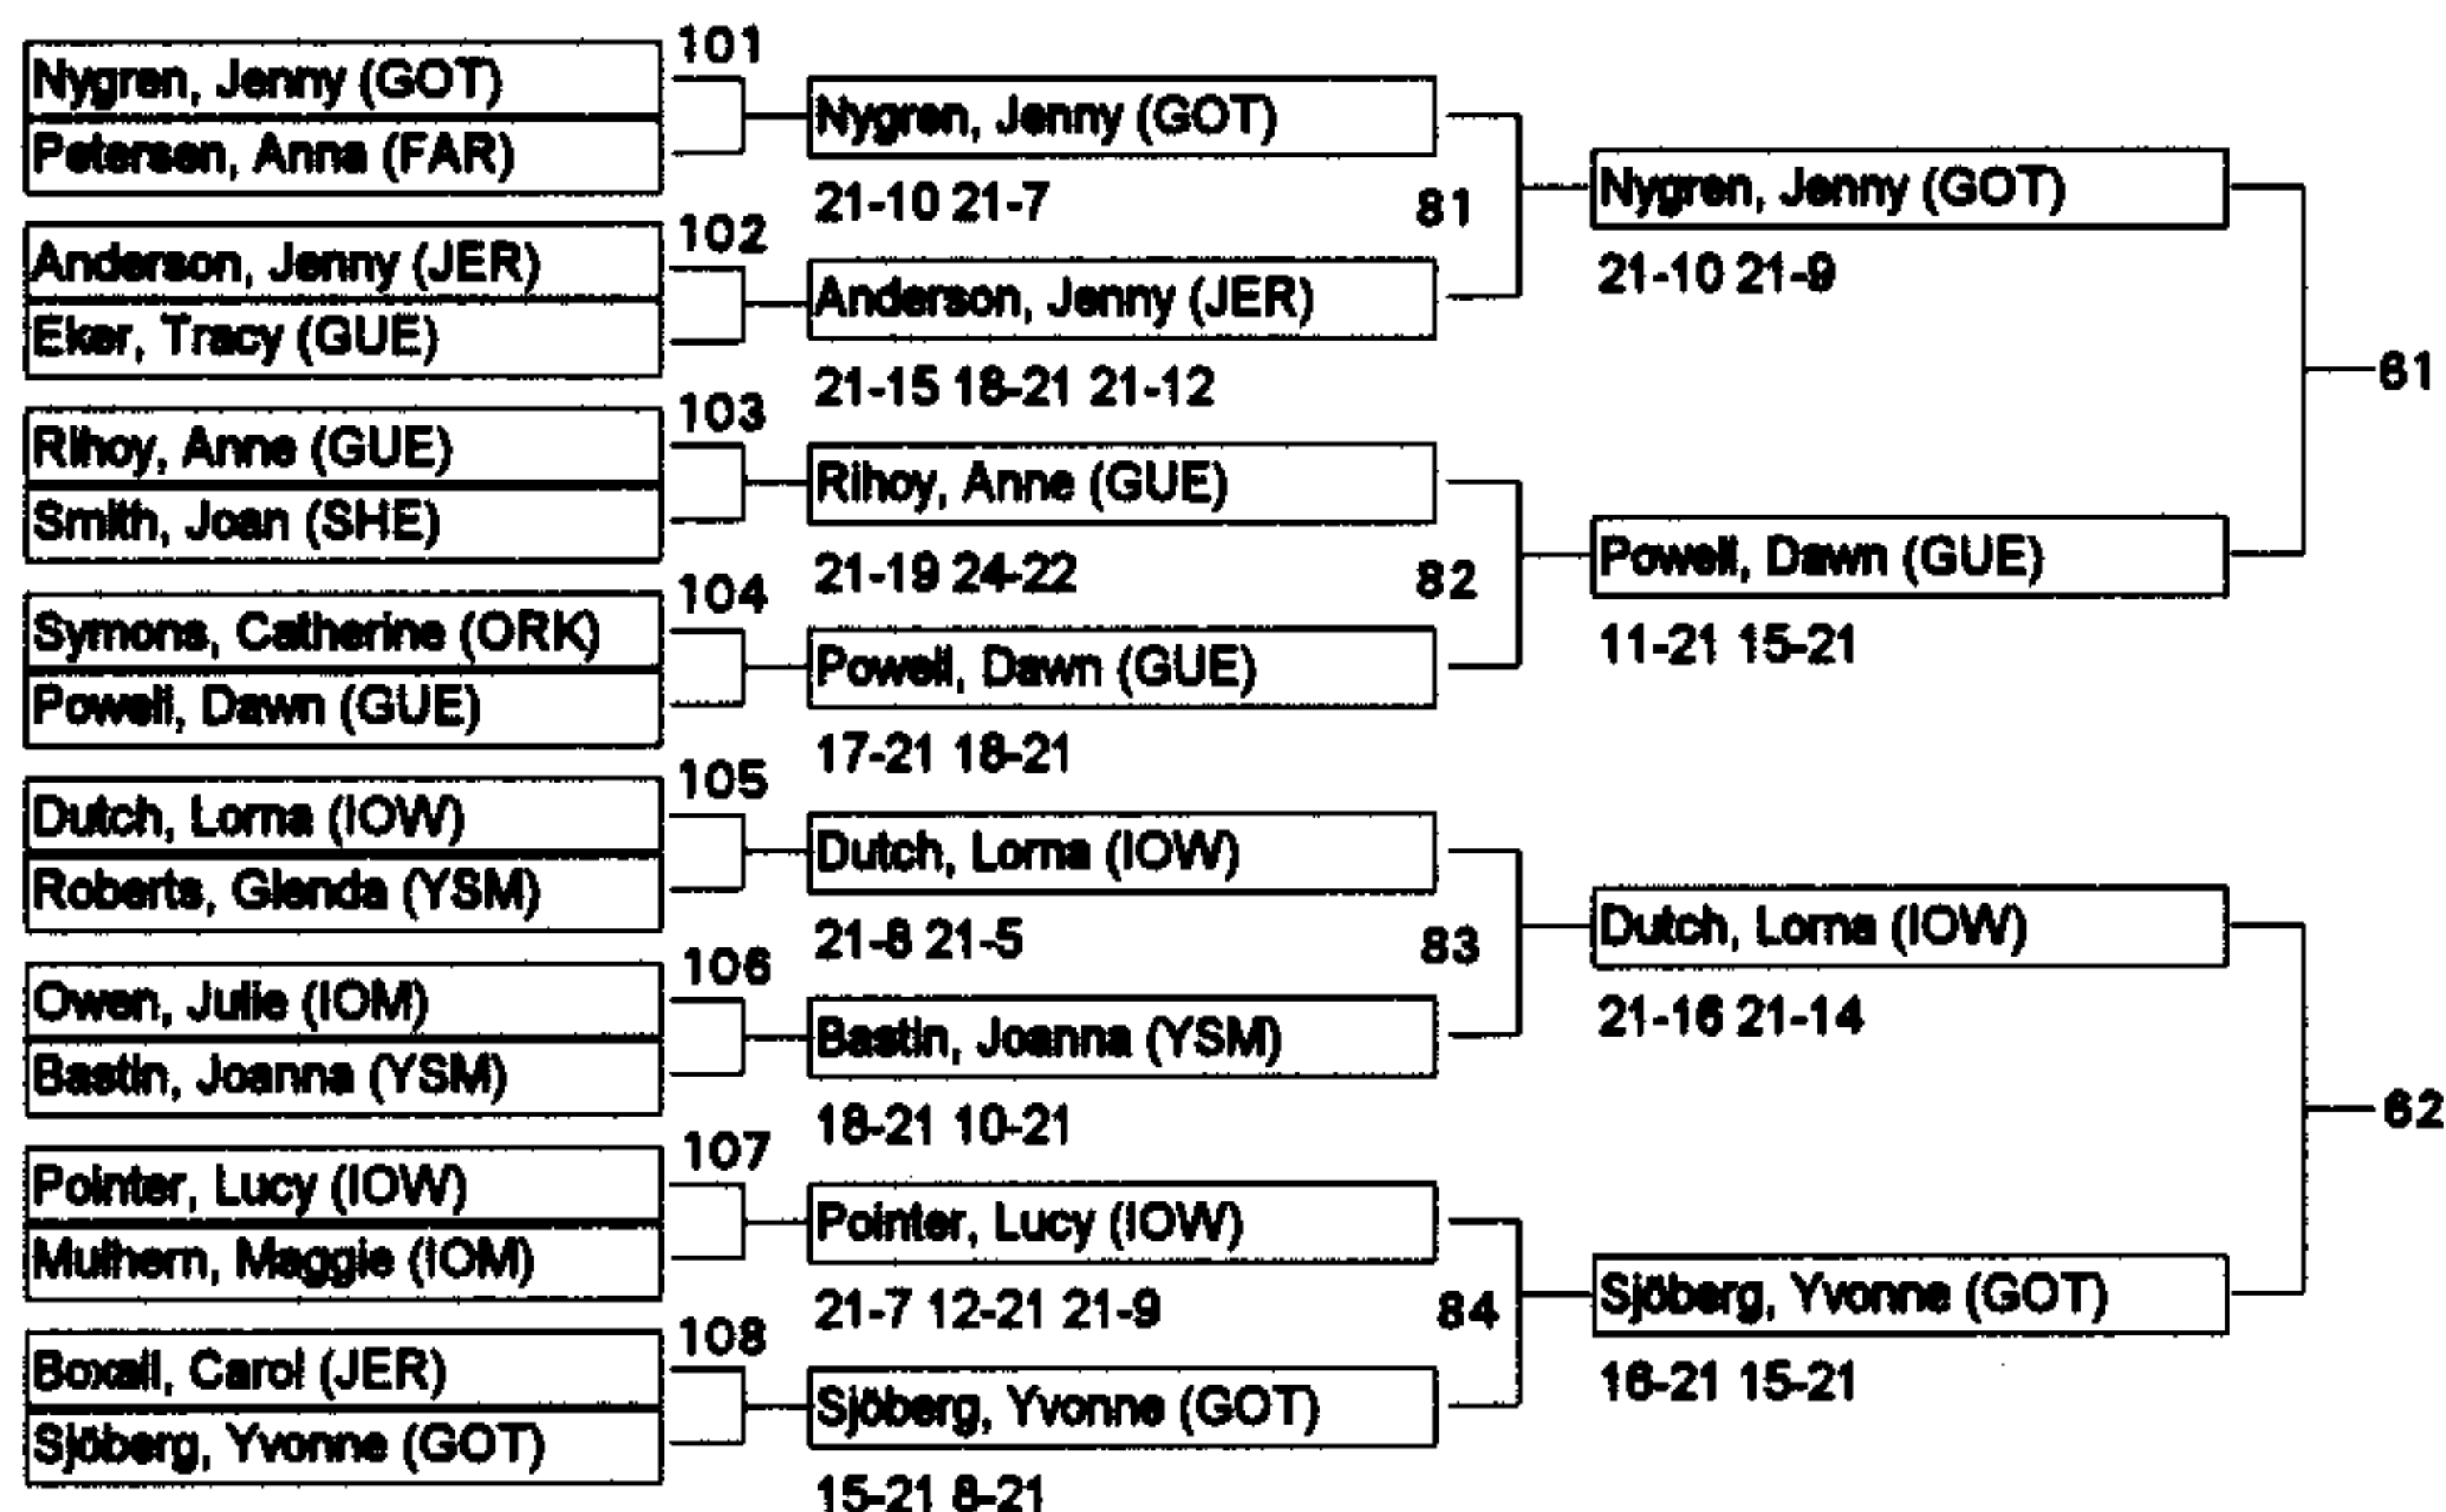 Nygren, Jenny (GOT)
Petersen, Anna (FAR)
Anderson, Jenny (JER)
Eker, Tracy (GUE)
Rihoy, Anne (GUE)
Smith, Joan (SHE)
Symons, Catherine (ORK)
Powell, Dawn (GUE)
Dutch, Lorna (IOW)
Roberts, Glenda (YSM)
Owen, Julie (IOM)
Bastin, Joanna (YSM)
Pointer, Lucy (IOW)
Mulhern, Maggie (IOM)
Boxall, Carol (JER)
Sjöberg, Yvonne (GOT)
101
102
103
104
105
106
107
108
Nygren, Jenny (GOT)
21-10 21-7
Anderson, Jenny (JER)
21-15 18-21 21-12
Rihoy, Anne (GUE)
21-19 24-22
Powell, Dawn (GUE)
17-21 18-21
Dutch, Lorna (IOW)
21-5
Bastin, Joanna (YSM)
18-21 10-21
Pointer, Lucy (IOW)
21-7 12-21 21-9
Sjöberg, Yvonne (GOT)
15-21 8-21
81
82
83
84
Nygren, Jenny (GOT)
21-10 21-9
Powell, Dawn (GUE)
11-21 15-21
Dutch, Lorna (IOW)
21-16 21-14
Sjöberg, Yvonne (GOT)
16-21 15-21
61
62